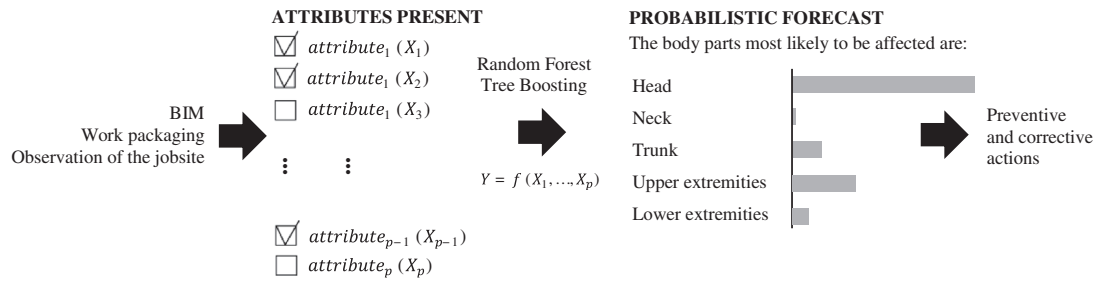 ATTRIBUTES PRESENT
attribute₁ (X₁)
attribute₁ (X₂)
attribute₁ (X₃)
⋮ ⋮
attributeₚ₋₁ (Xₚ₋₁)
attributeₚ (Xₚ)
BIM
Work packaging
Observation of the jobsite
Random Forest
Tree Boosting
Y = f (X₁,…,Xₚ)
PROBABILISTIC FORECAST
The body parts most likely to be affected are:
Head
Neck
Trunk
Upper extremities
Lower extremities
Preventive
and corrective
actions